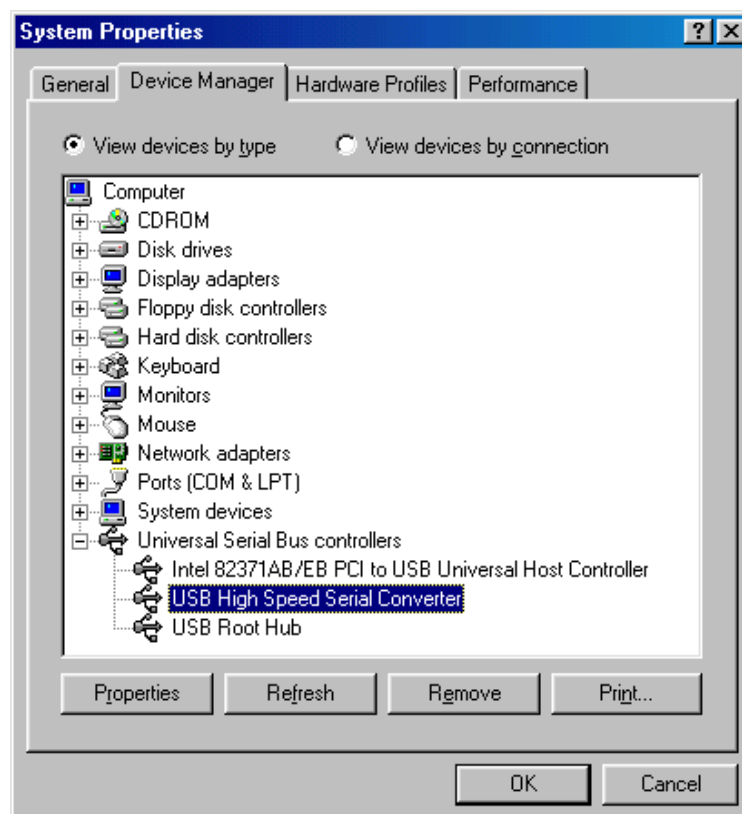 System Properties
General Device Manager Hardware Profiles Performance
View devices by type View devices by connection
Computer
CDROM
Disk drives
Display adapters
Floppy disk controllers
Hard disk controllers
Keyboard
Monitors
Mouse
Network adapters
Ports (COM & LPT)
System devices
Universal Serial Bus controllers
Intel 82371AB/EB PCI to USB Universal Host Controller
USB High Speed Serial Converter
USB Root Hub
Properties Refresh Remove Print...
OK Cancel